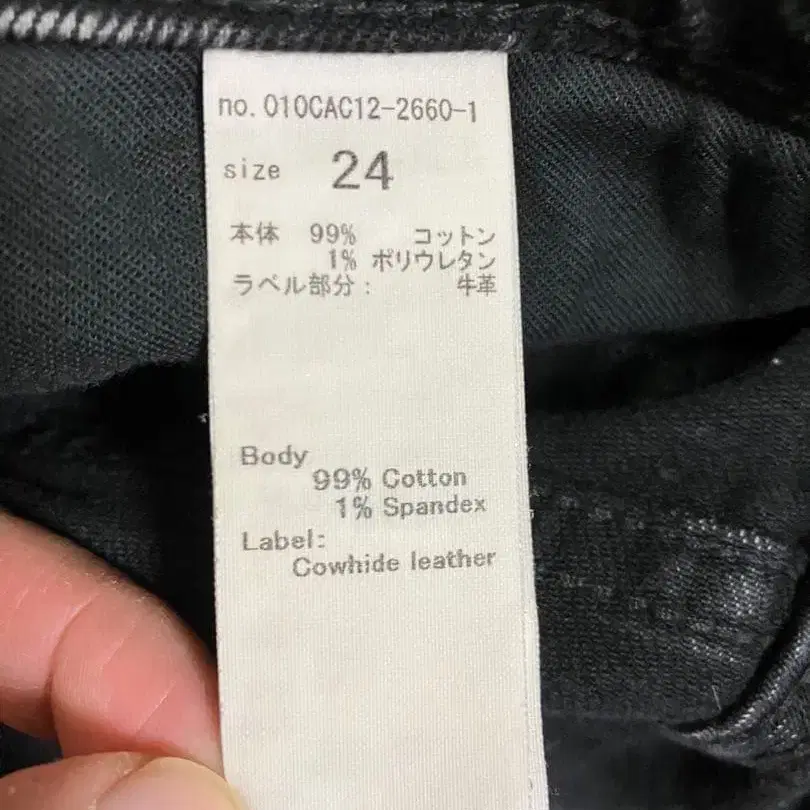 no. 010CAC12-2660-1
size 24
本体 99% コットン
1% ポリウレタン
ラベル部分： 牛革
Body
99% Cotton
1% Spandex
Label:
Cowhide leather